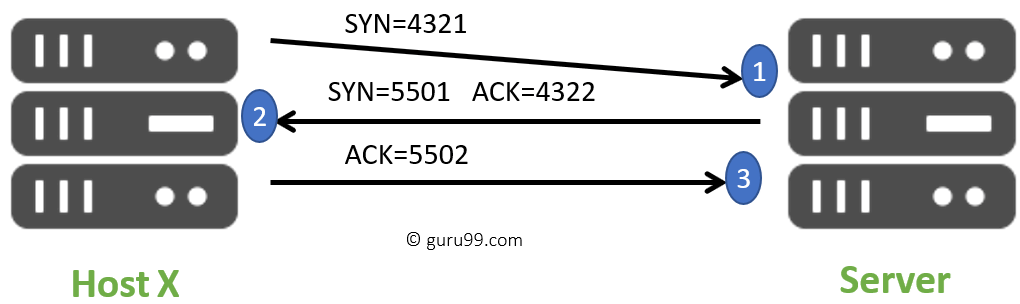 SYN=4321
1
SYN=5501 ACK=4322
2
ACK=5502
3
© guru99.com
Host X
Server